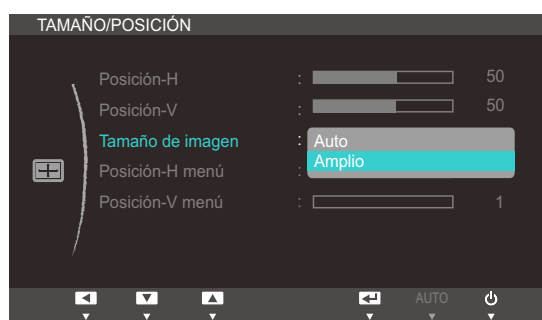 TAMAÑO/POSICIÓN
Posición-H : 50
Posición-V : 50
Tamaño de imagen : Auto
Amplio
Posición-H menú :
Posición-V menú : 1
AUTO